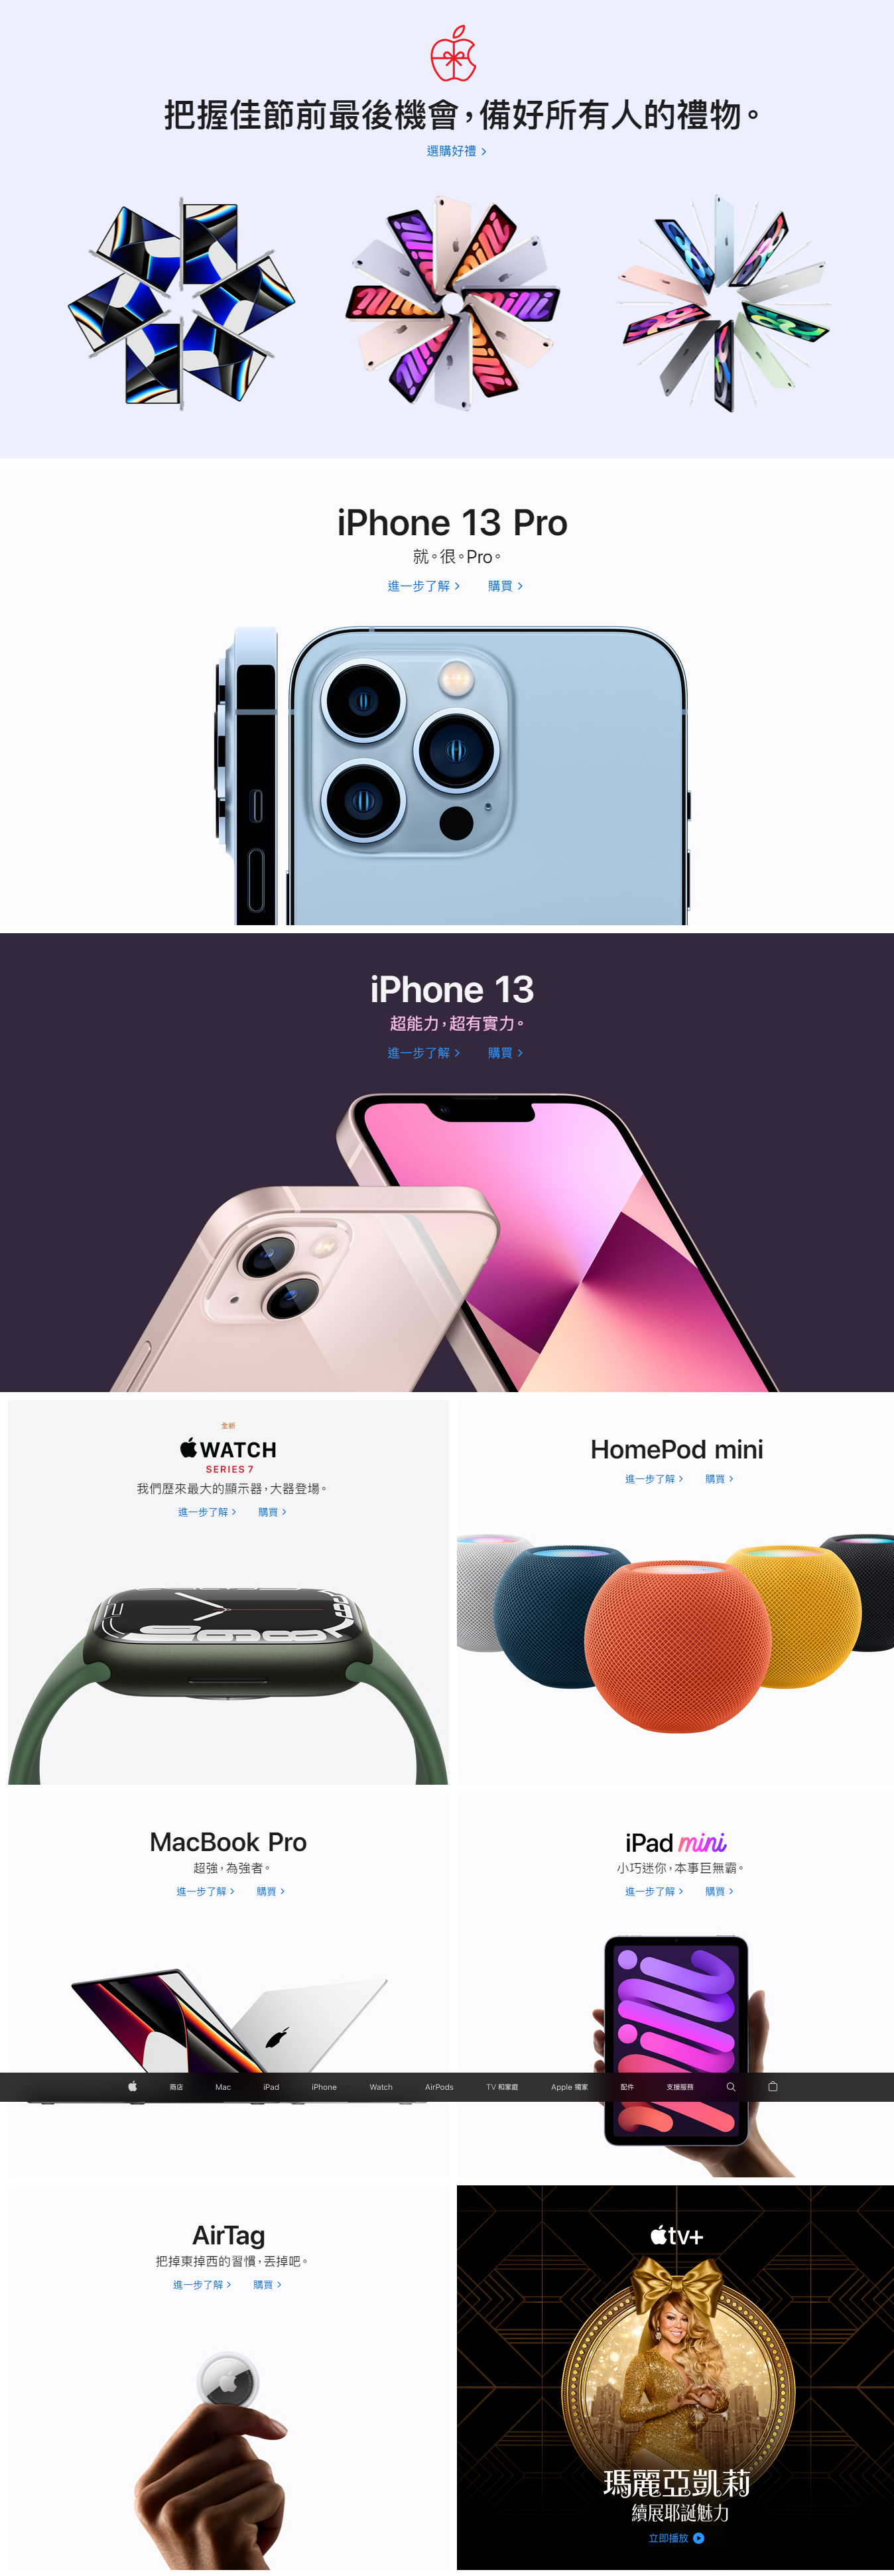 把握佳節前最後機會，備好所有人的禮物。
選購好禮 >
iPhone 13 Pro
就。很。Pro。
進一步了解 > 購買 >
iPhone 13
超能力，超有實力。
進一步了解 > 購買 >
全新
WATCH
SERIES 7
我們歷來最大的顯示器，大器登場。
進一步了解 > 購買 >
HomePod mini
進一步了解 > 購買 >
MacBook Pro
超強，為強者。
進一步了解 > 購買 >
iPad mini
小巧迷你，本事巨無霸。
進一步了解 > 購買 >
商店 Mac iPad iPhone Watch AirPods TV 和家庭 Apple 獨家 配件 支援服務
AirTag
把掉東掉西的習慣，丟掉吧。
進一步了解 > 購買 >
tv+
瑪麗亞凱莉
續展耶誕魅力
立即播放